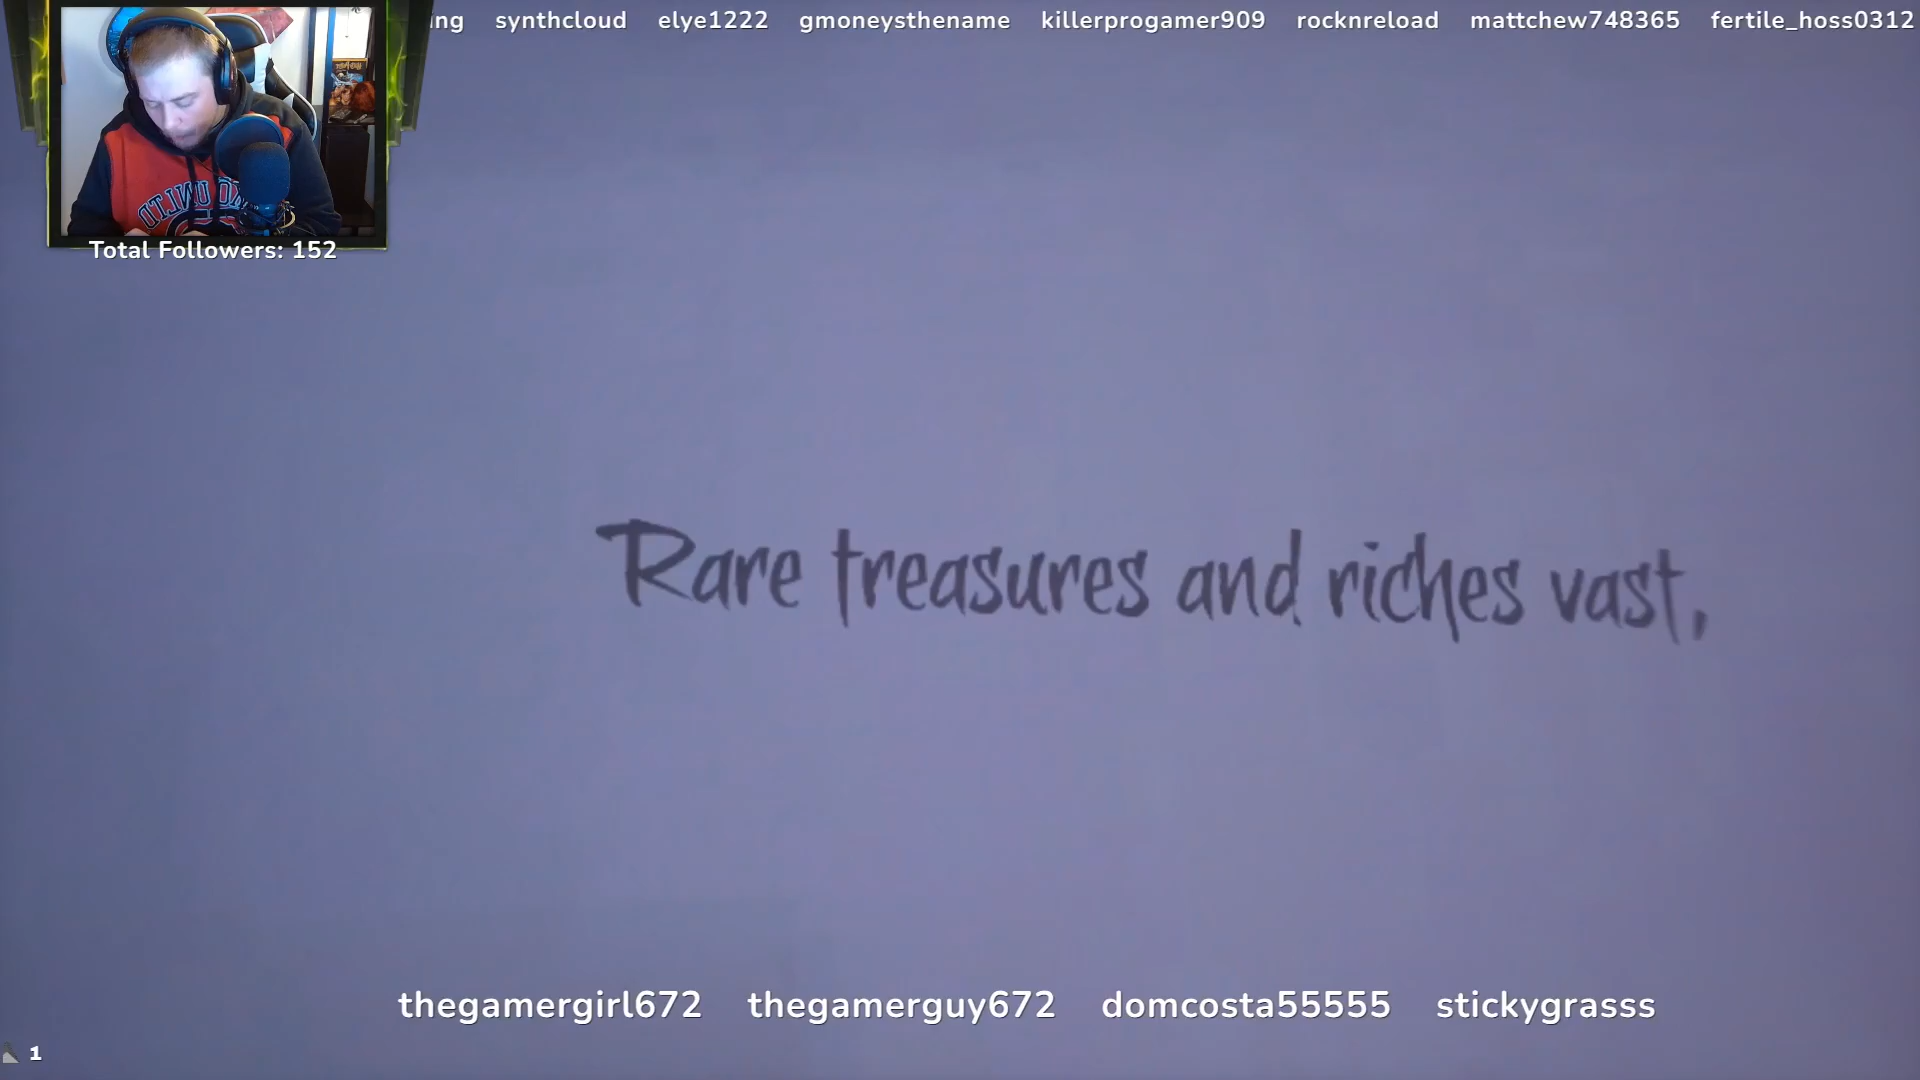 synthcloud elye1222 gmoneysthename killerprogamer909 rocknreload mattchew748365 fertile_hoss0312
Total Followers: 152
Rare treasures and riches vast,
thegamergirl672 thegamerguy672 domcosta55555 stickygrasss
1